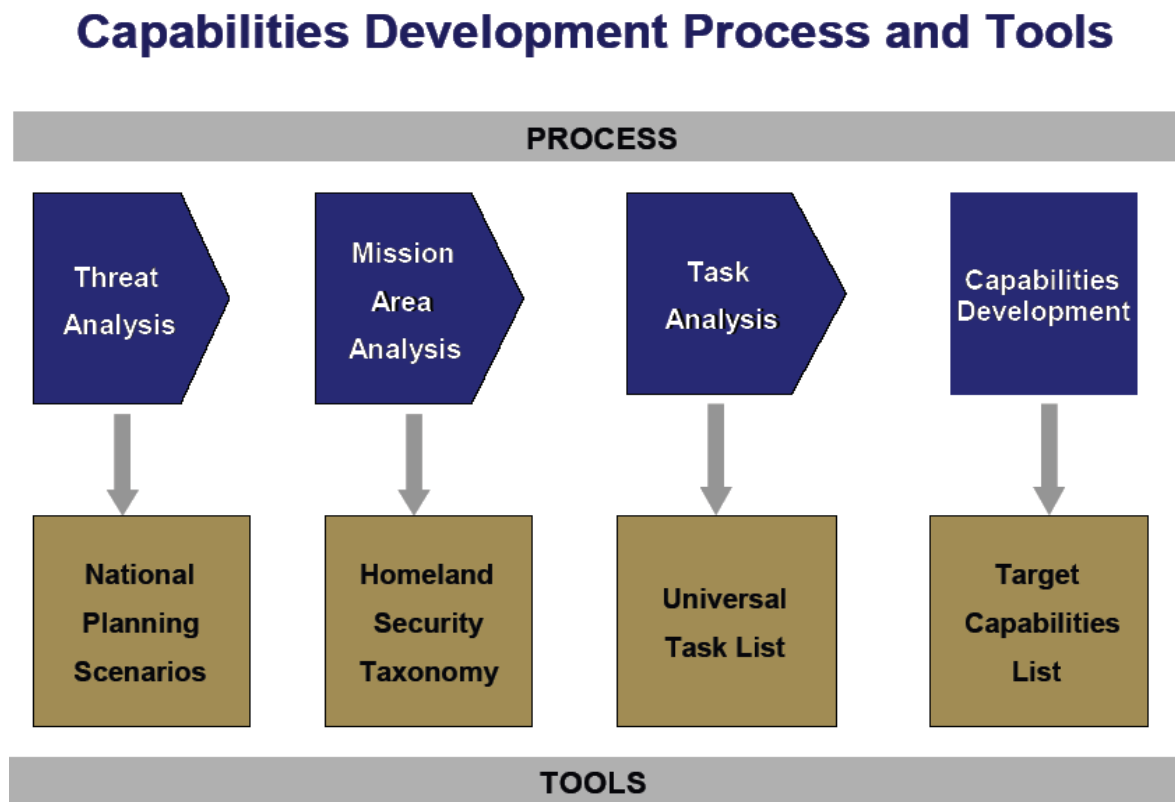 Capabilities Development Process and Tools
PROCESS
Threat
Analysis
Mission
Area
Analysis
Task
Analysis
Capabilities
Development
National
Planning
Scenarios
Homeland
Security
Taxonomy
Universal
Task List
Target
Capabilities
List
TOOLS